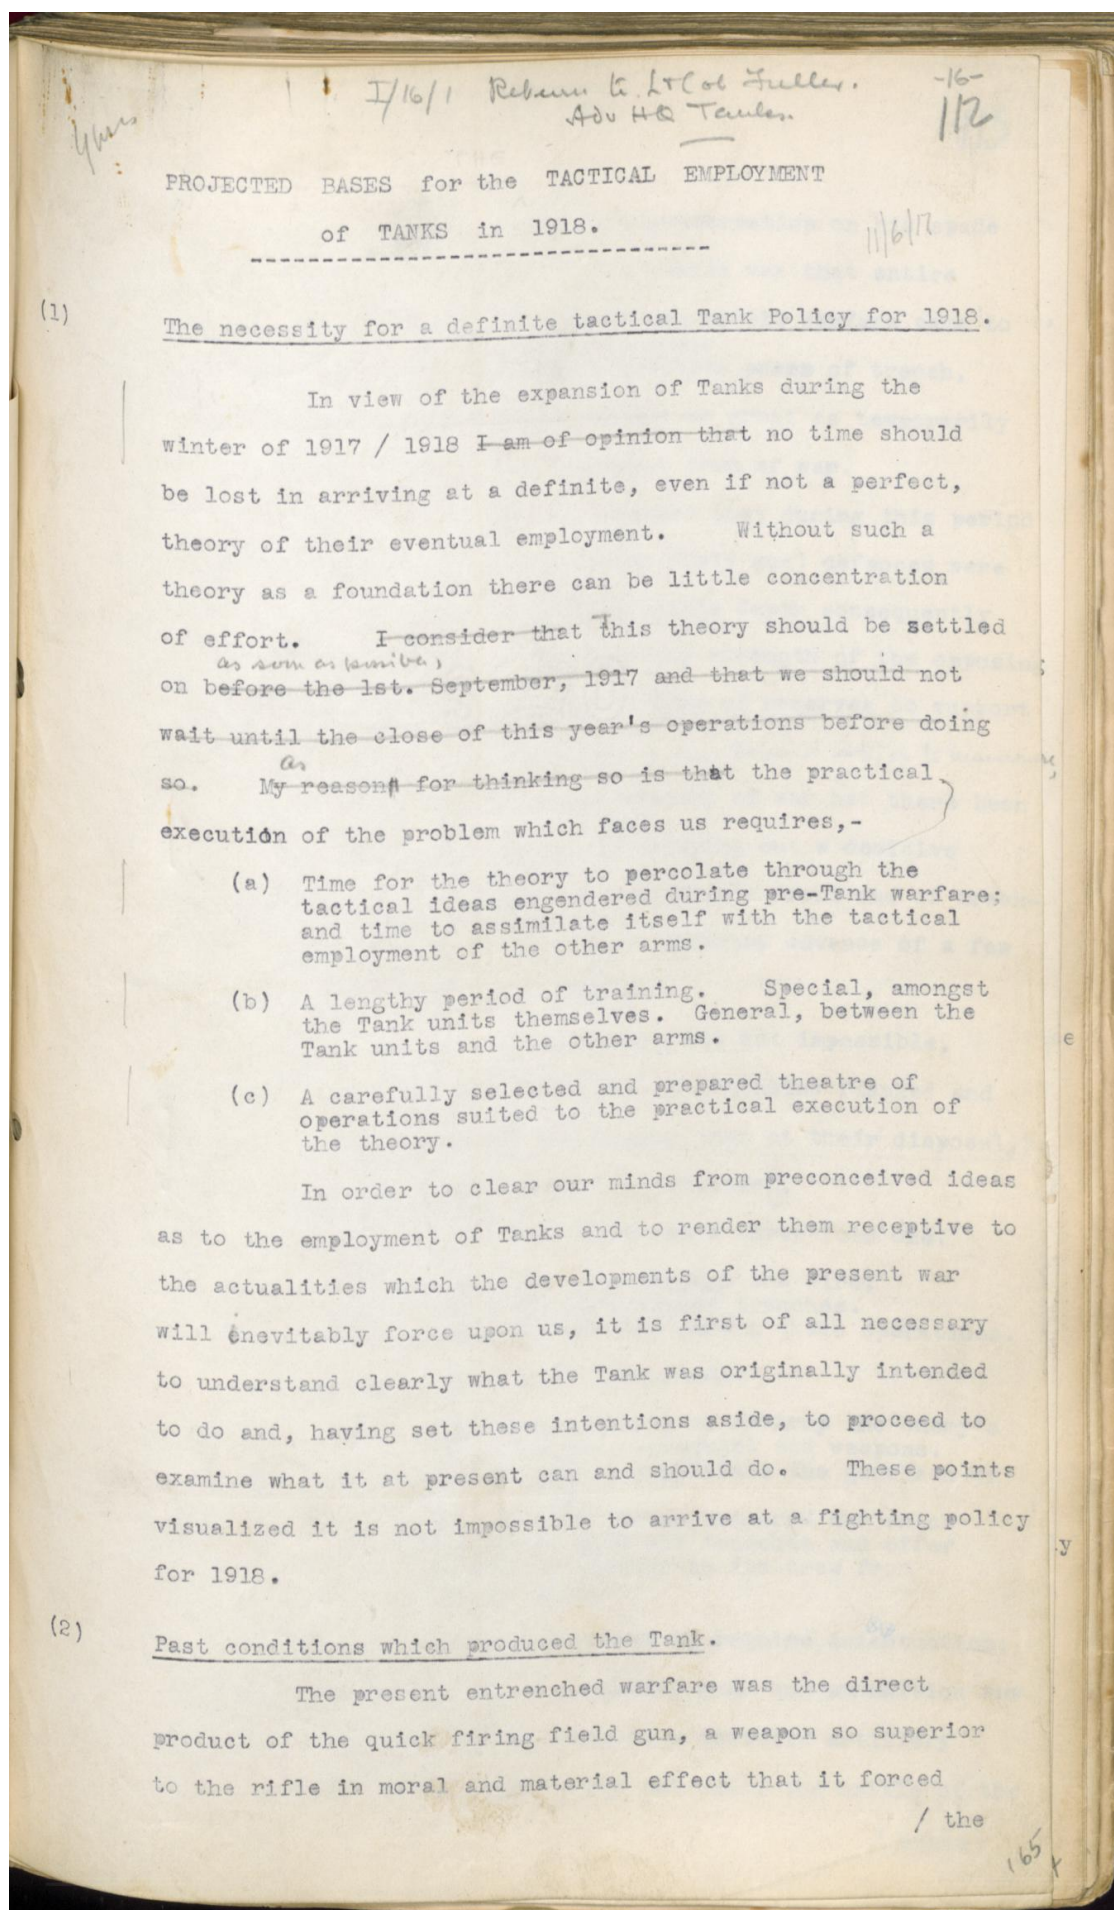 I/16/1 Return to Lt Col Fuller. -16-
Adv HQ Tanks. 112
PROJECTED BASES for the TACTICAL EMPLOYMENT
of TANKS in 1918.
11/6/17
(1)
The necessity for a definite tactical Tank Policy for 1918.
In view of the expansion of Tanks during the
winter of 1917 / 1918 I am of opinion that no time should
be lost in arriving at a definite, even if not a perfect,
theory of their eventual employment. Without such a
theory as a foundation there can be little concentration
of effort. I consider that This theory should be settled
as soon as possible,
on before the 1st. September, 1917 and that we should not
wait until the close of this year's operations before doing
as
so. My reason for thinking so is that the practical
execution of the problem which faces us requires,-
(a) Time for the theory to percolate through the
tactical ideas engendered during pre-Tank warfare;
and time to assimilate itself with the tactical
employment of the other arms.
(b) A lengthy period of training. Special, amongst
the Tank units themselves. General, between the
Tank units and the other arms.
(c) A carefully selected and prepared theatre of
operations suited to the practical execution of
the theory.
In order to clear our minds from preconceived ideas
as to the employment of Tanks and to render them receptive to
the actualities which the developments of the present war
will inevitably force upon us, it is first of all necessary
to understand clearly what the Tank was originally intended
to do and, having set these intentions aside, to proceed to
examine what it at present can and should do. These points
visualized it is not impossible to arrive at a fighting policy
for 1918.
(2)
Past conditions which produced the Tank.
The present entrenched warfare was the direct
product of the quick firing field gun, a weapon so superior
to the rifle in moral and material effect that it forced
/ the
165